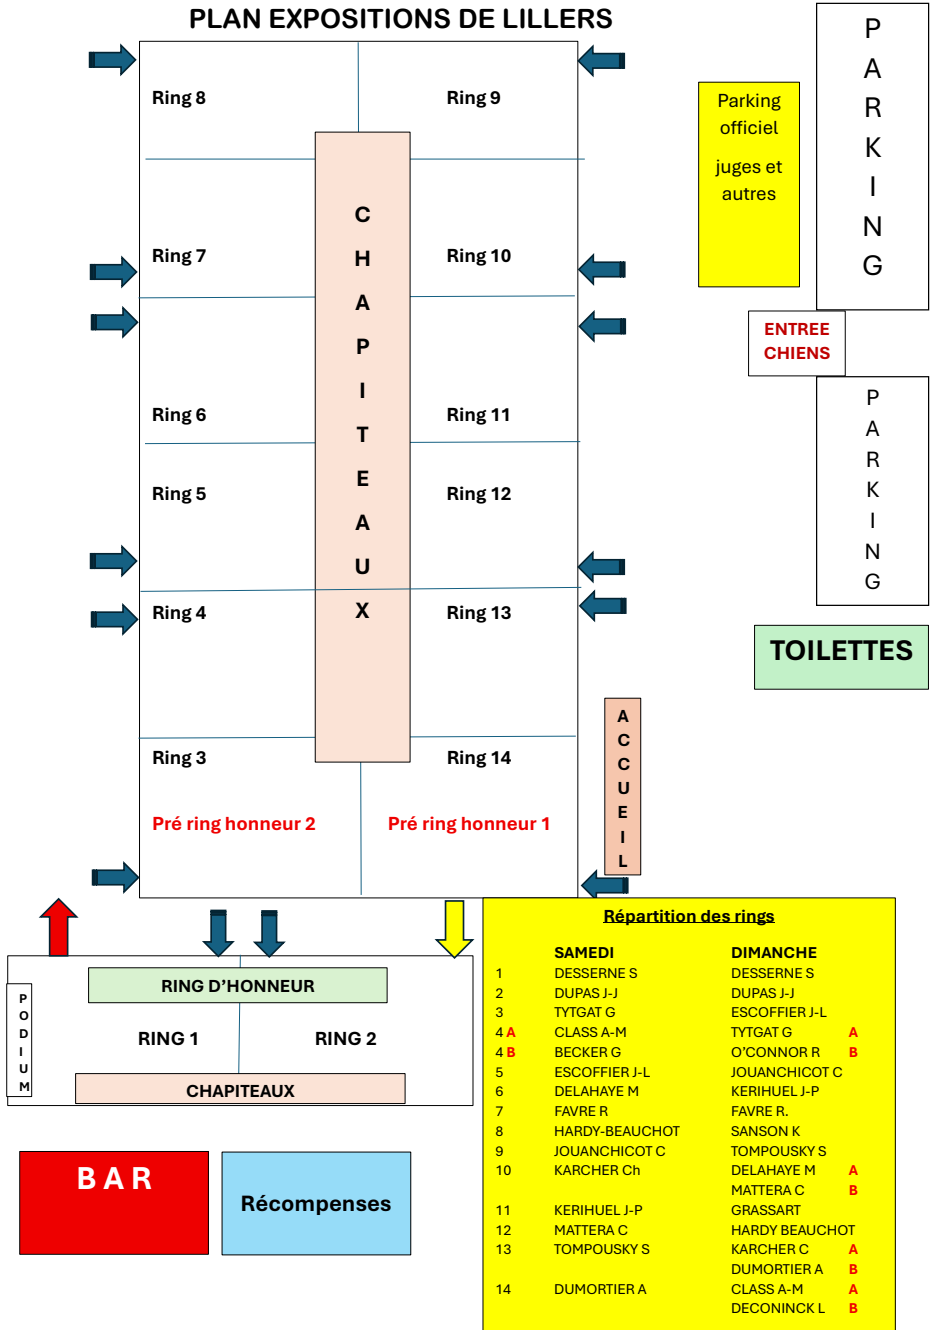 PLAN EXPOSITIONS DE LILLERS
Ring 8
Ring 9
Ring 7
Ring 10
Ring 6
Ring 11
Ring 5
Ring 12
Ring 4
Ring 13
Ring 3
Ring 14
Pré ring honneur 2
Pré ring honneur 1
CHAPITEAUX
PARKING
Parking
officiel
juges et
autres
ENTREE
CHIENS
PARKING
TOILETTES
ACCUEIL
RING D'HONNEUR
PODIUM
RING 1
RING 2
CHAPITEAUX
BAR
Récompenses
Répartition des rings
SAMEDI DIMANCHE
1 DESSERNE S DESSERNE S
2 DUPAS J-J DUPAS J-J
3 TYTGAT G ESCOFFIER J-L
4 A CLASS A-M TYTGAT G A
4 B BECKER G O'CONNOR R B
5 ESCOFFIER J-L JOUANCHICOT C
6 DELAHAYE M KERIHUEL J-P
7 FAVRE R FAVRE R.
8 HARDY-BEAUCHOT SANSON K
9 JOUANCHICOT C TOMPOUSKY S
10 KARCHER Ch DELAHAYE M A
MATTERA C B
11 KERIHUEL J-P GRASSART
12 MATTERA C HARDY BEAUCHOT
13 TOMPOUSKY S KARCHER C A
DUMORTIER A B
14 DUMORTIER A CLASS A-M A
DECONINCK L B